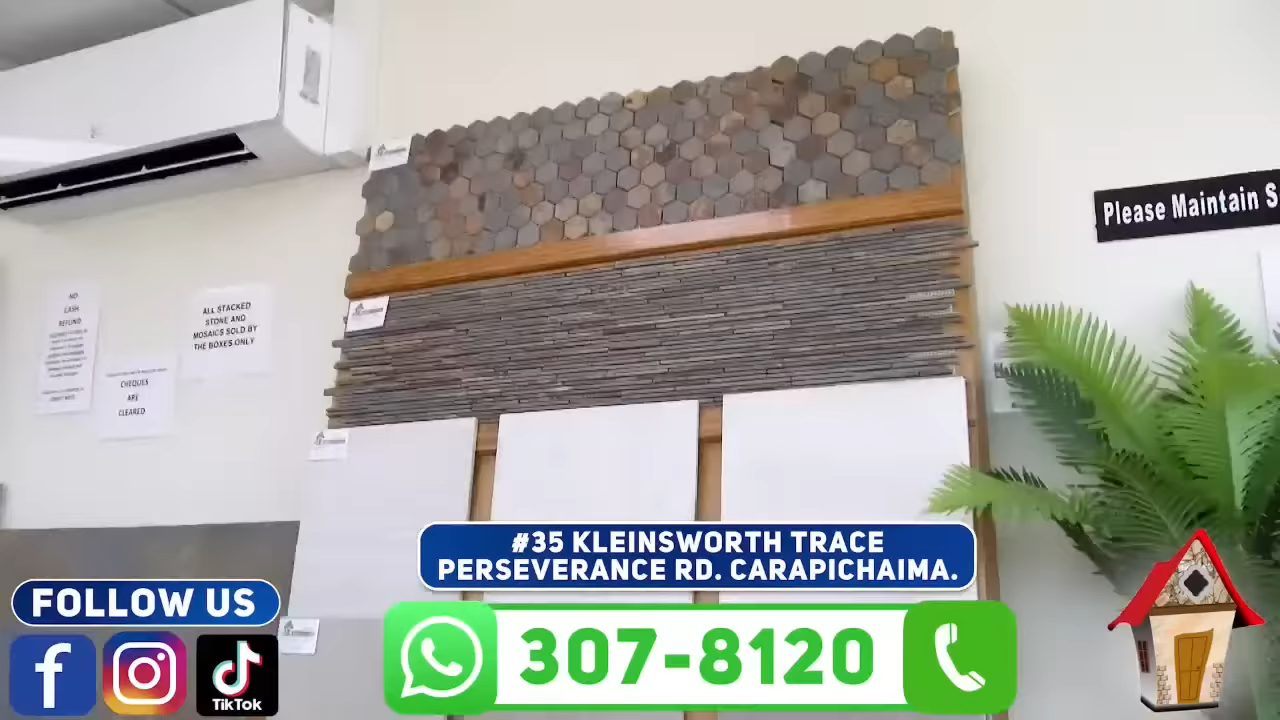 Please Maintain S
NO
CASH
REFUND
ALL STACKED
STONE AND
MOSAICS SOLD BY
THE BOXES ONLY
CHEQUES
ARE
CLEARED
#35 KLEINSWORTH TRACE
PERSEVERANCE RD. CARAPICHAIMA.
FOLLOW US
TikTok
307-8120